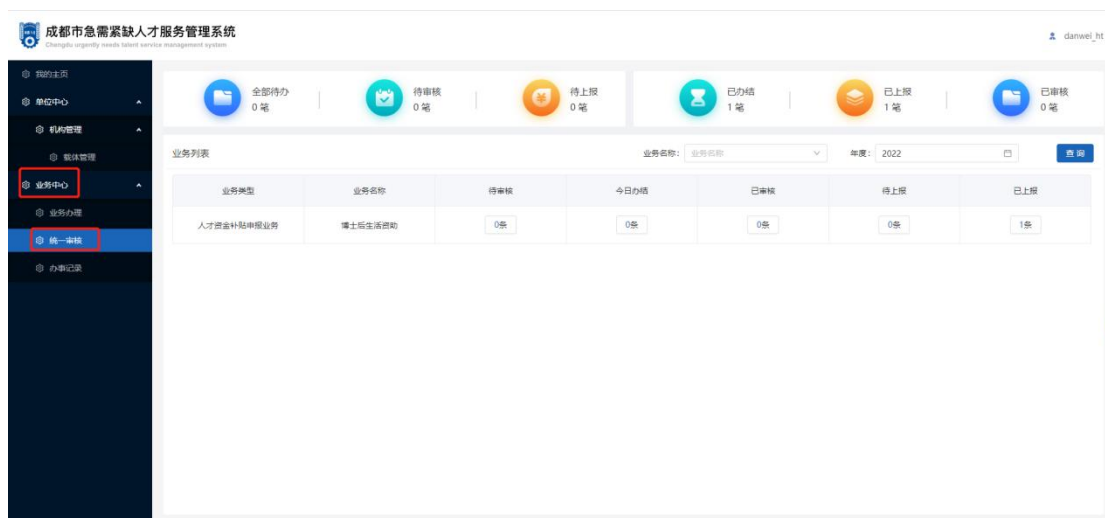 成都市急需紧缺人才服务管理系统
Chengdu urgently needs talent service management system
danwei_ht
我的主页
单位中心
机构管理
载体管理
业务中心
业务办理
统一审核
办事记录
全部待办
0 笔
待审核
0 笔
待上报
0 笔
已办结
1 笔
已上报
1 笔
已审核
0 笔
业务列表 业务名称: 业务名称 年度: 2022 查询
业务类型 业务名称 待审核 今日办结 已审核 待上报 已上报
人才资金补贴申报业务 博士后生活资助 0条 0条 0条 0条 1条